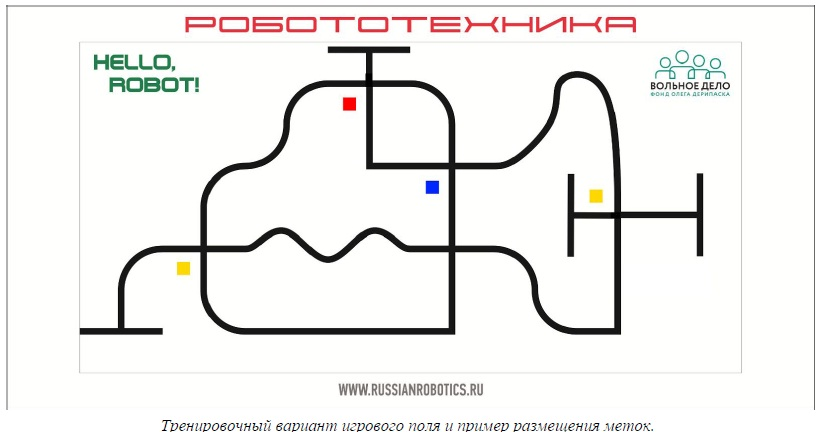 РОБОТОТЕХНИКА
HELLO,
ROBOT!
ВОЛЬНОЕ ДЕЛО
ФОНД ОЛЕГА ДЕРИПАСКА
WWW.RUSSIANROBOTICS.RU
Тренировочный вариант игрового поля и пример размещения меток.